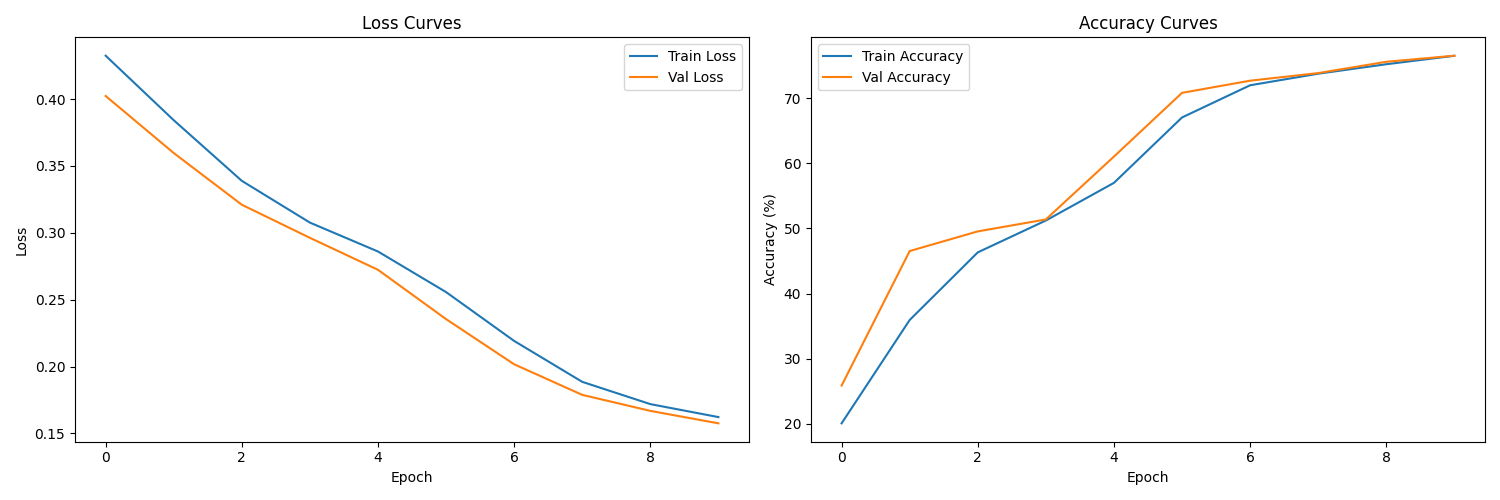 Loss Curves
Train Loss
Val Loss
0.40
0.35
0.30
0.25
0.20
0.15
Loss
0 2 4 6 8
Epoch
Accuracy Curves
Train Accuracy
Val Accuracy
70
60
50
40
30
20
Accuracy (%)
0 2 4 6 8
Epoch